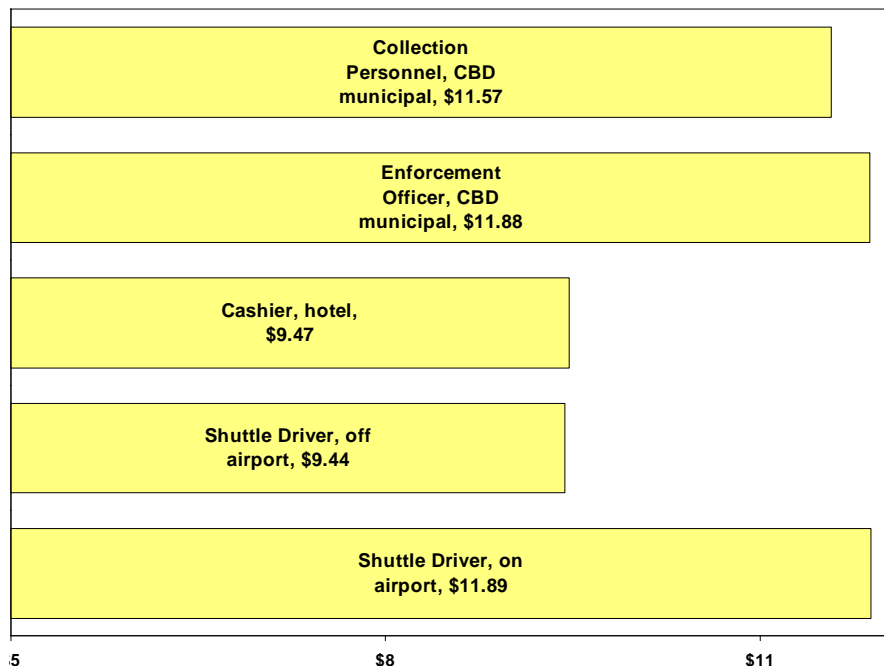 Collection
Personnel, CBD
municipal, $11.57
Enforcement
Officer, CBD
municipal, $11.88
Cashier, hotel,
$9.47
Shuttle Driver, off
airport, $9.44
Shuttle Driver, on
airport, $11.89
5 $8 $11